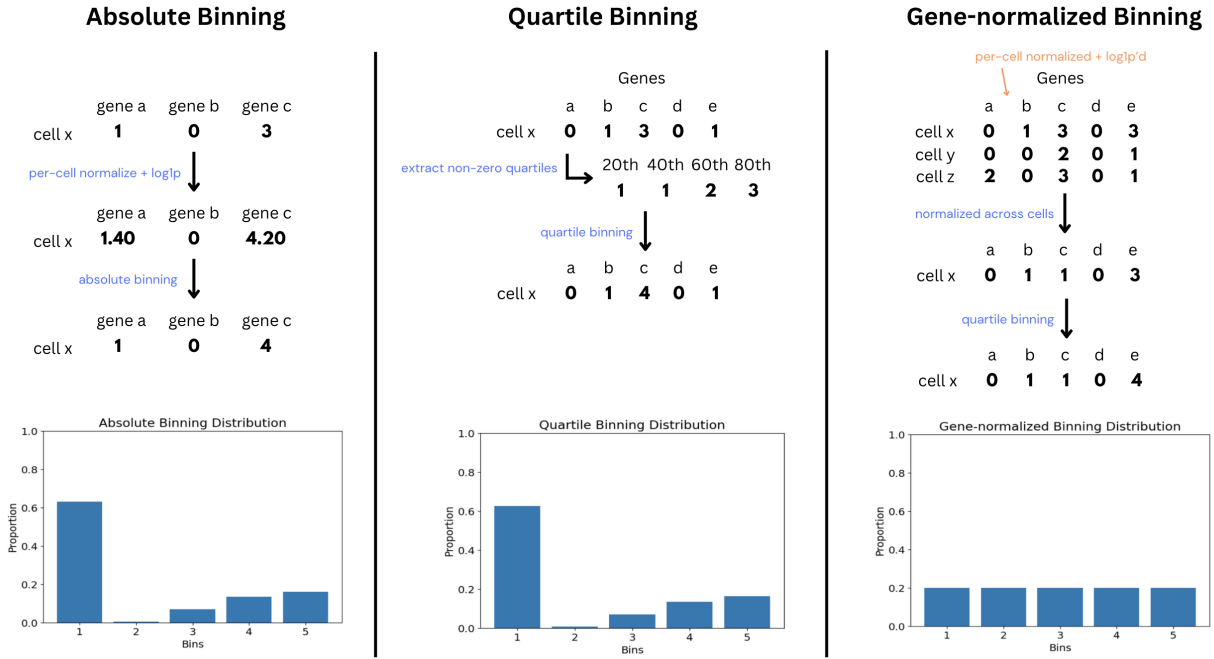 Absolute Binning
gene a gene b gene c
cell x 1 0 3
per-cell normalize + log1p
gene a gene b gene c
cell x 1.40 0 4.20
absolute binning
gene a gene b gene c
cell x 1 0 4
Absolute Binning Distribution
1.0
0.8
0.6
0.4
0.2
0.0
Proportion
1 2 3 4 5
Bins
Quartile Binning
Genes
a b c d e
cell x 0 1 3 0 1
extract non-zero quartiles
20th 40th 60th 80th
1 1 2 3
quartile binning
a b c d e
cell x 0 1 4 0 1
Quartile Binning Distribution
1.0
0.8
0.6
0.4
0.2
0.0
Proportion
1 2 3 4 5
Bins
Gene-normalized Binning
per-cell normalized + log1p'd
Genes
a b c d e
cell x 0 1 3 0 3
cell y 0 0 2 0 1
cell z 2 0 3 0 1
normalized across cells
a b c d e
cell x 0 1 1 0 3
quartile binning
a b c d e
cell x 0 1 1 0 4
Gene-normalized Binning Distribution
1.0
0.8
0.6
0.4
0.2
0.0
Proportion
1 2 3 4 5
Bins